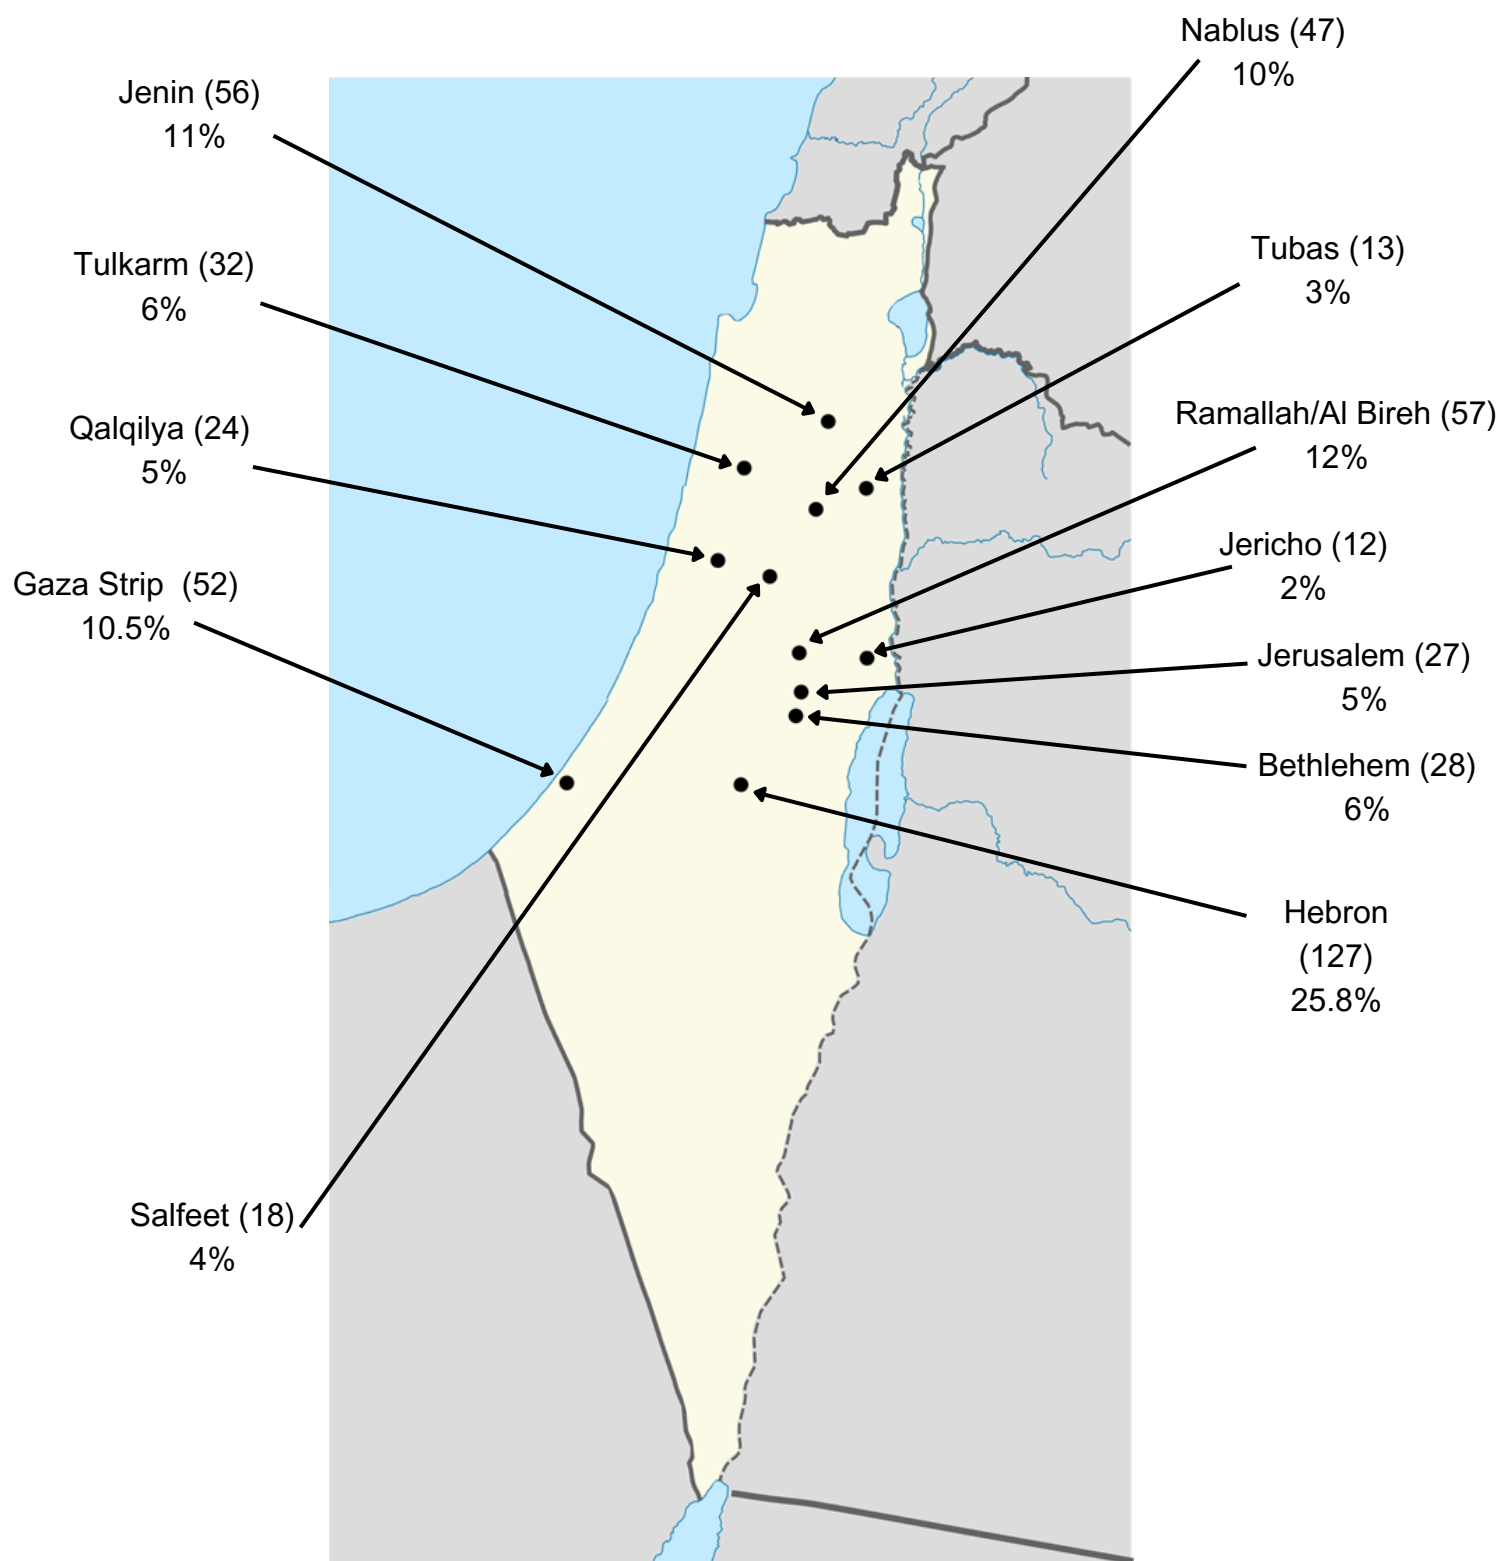 Nablus (47)
10%
Jenin (56)
11%
Tulkarm (32)
6%
Tubas (13)
3%
Qalqilya (24)
5%
Ramallah/Al Bireh (57)
12%
Gaza Strip  (52)
10.5%
Jericho (12)
2%
Jerusalem (27)
5%
Bethlehem (28)
6%
Hebron
(127)
25.8%
Salfeet (18)
4%